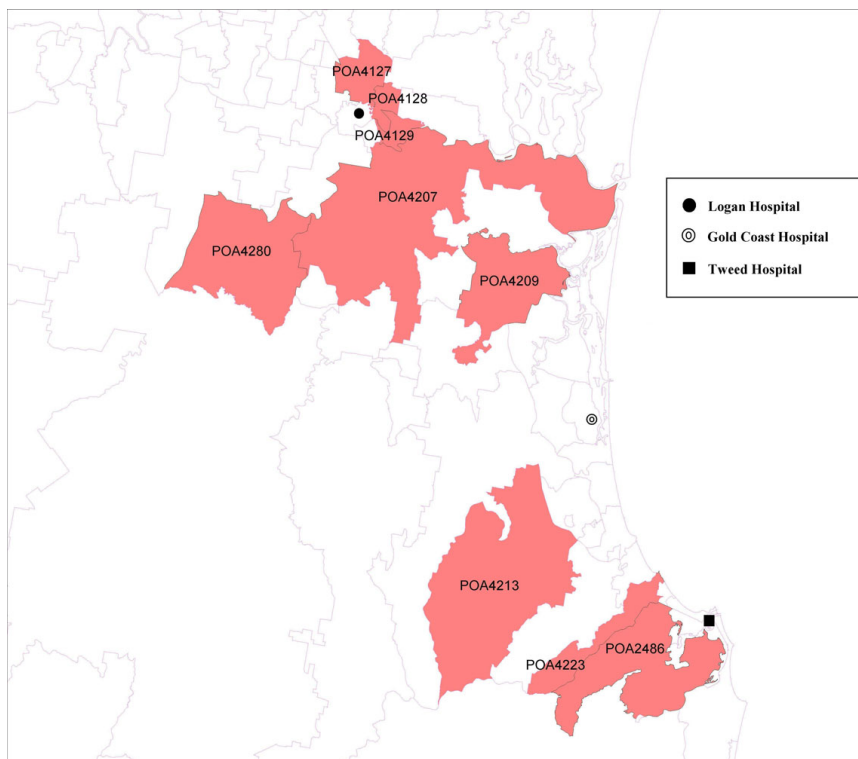 POA4127
POA4128
POA4129
POA4207
POA4280
POA4209
POA4213
POA4223
POA2486
Logan Hospital
Gold Coast Hospital
Tweed Hospital